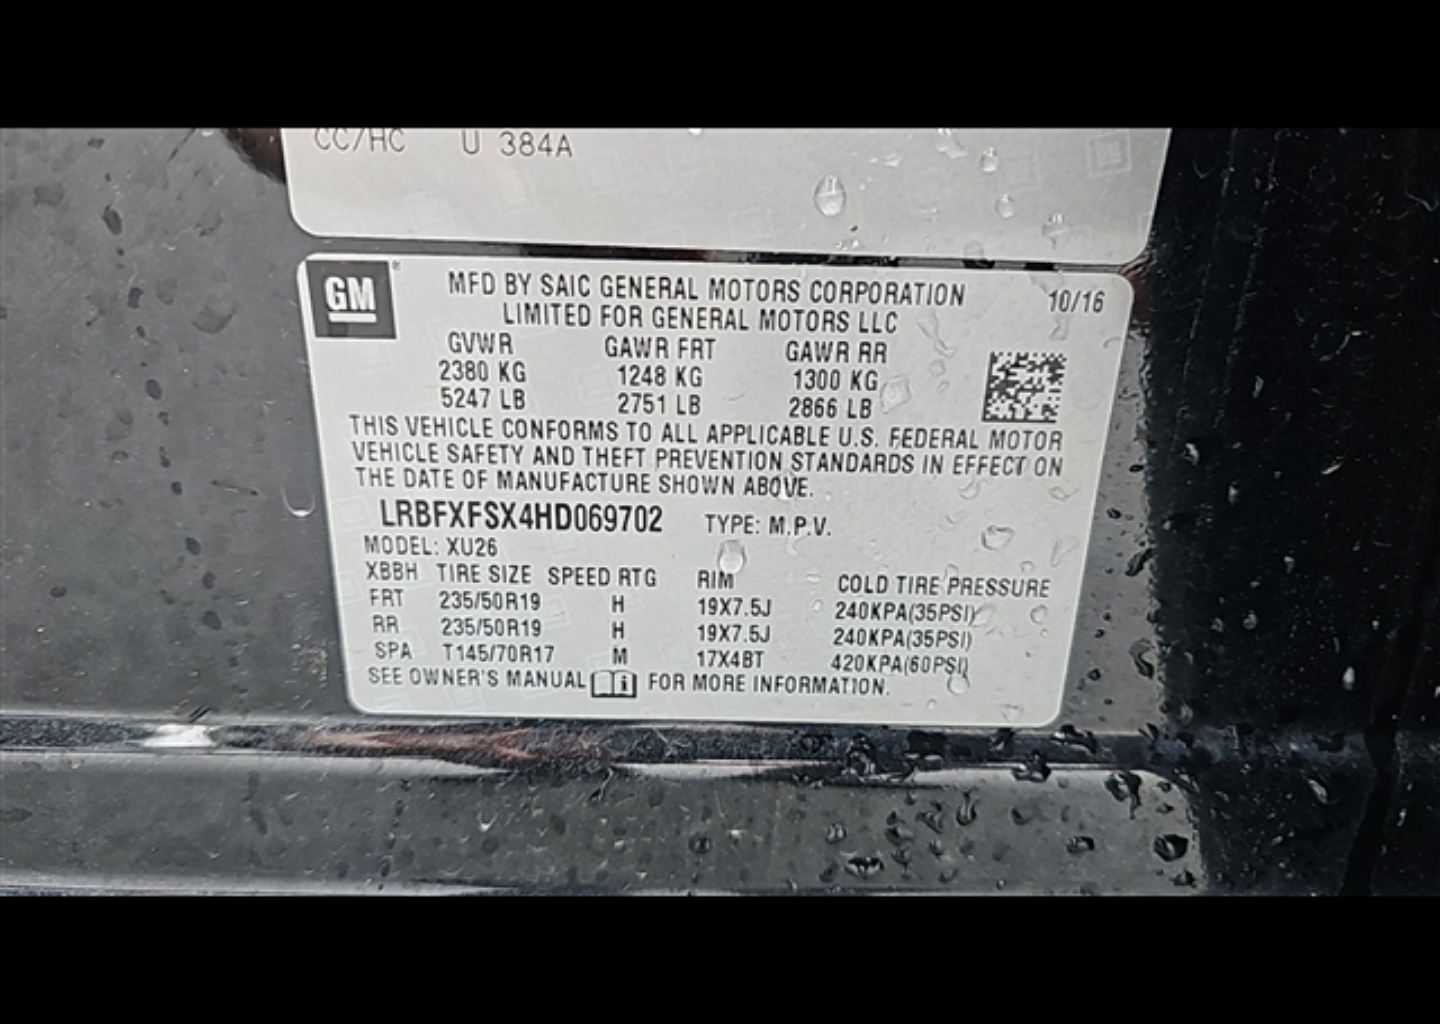 CC/HC U 384A
GM®
MFD BY SAIC GENERAL MOTORS CORPORATION 10/16
LIMITED FOR GENERAL MOTORS LLC
GVWR GAWR FRT GAWR RR
2380 KG 1248 KG 1300 KG
5247 LB 2751 LB 2866 LB
THIS VEHICLE CONFORMS TO ALL APPLICABLE U.S. FEDERAL MOTOR
VEHICLE SAFETY AND THEFT PREVENTION STANDARDS IN EFFECT ON
THE DATE OF MANUFACTURE SHOWN ABOVE.
LRBFXFSX4HD069702 TYPE: M.P.V.
MODEL: XU26
XBBH TIRE SIZE SPEED RTG RIM COLD TIRE PRESSURE
FRT 235/50R19 H 19X7.5J 240KPA(35PSI)
RR 235/50R19 H 19X7.5J 240KPA(35PSI)
SPA T145/70R17 M 17X4BT 420KPA(60PSI)
SEE OWNER'S MANUAL FOR MORE INFORMATION.